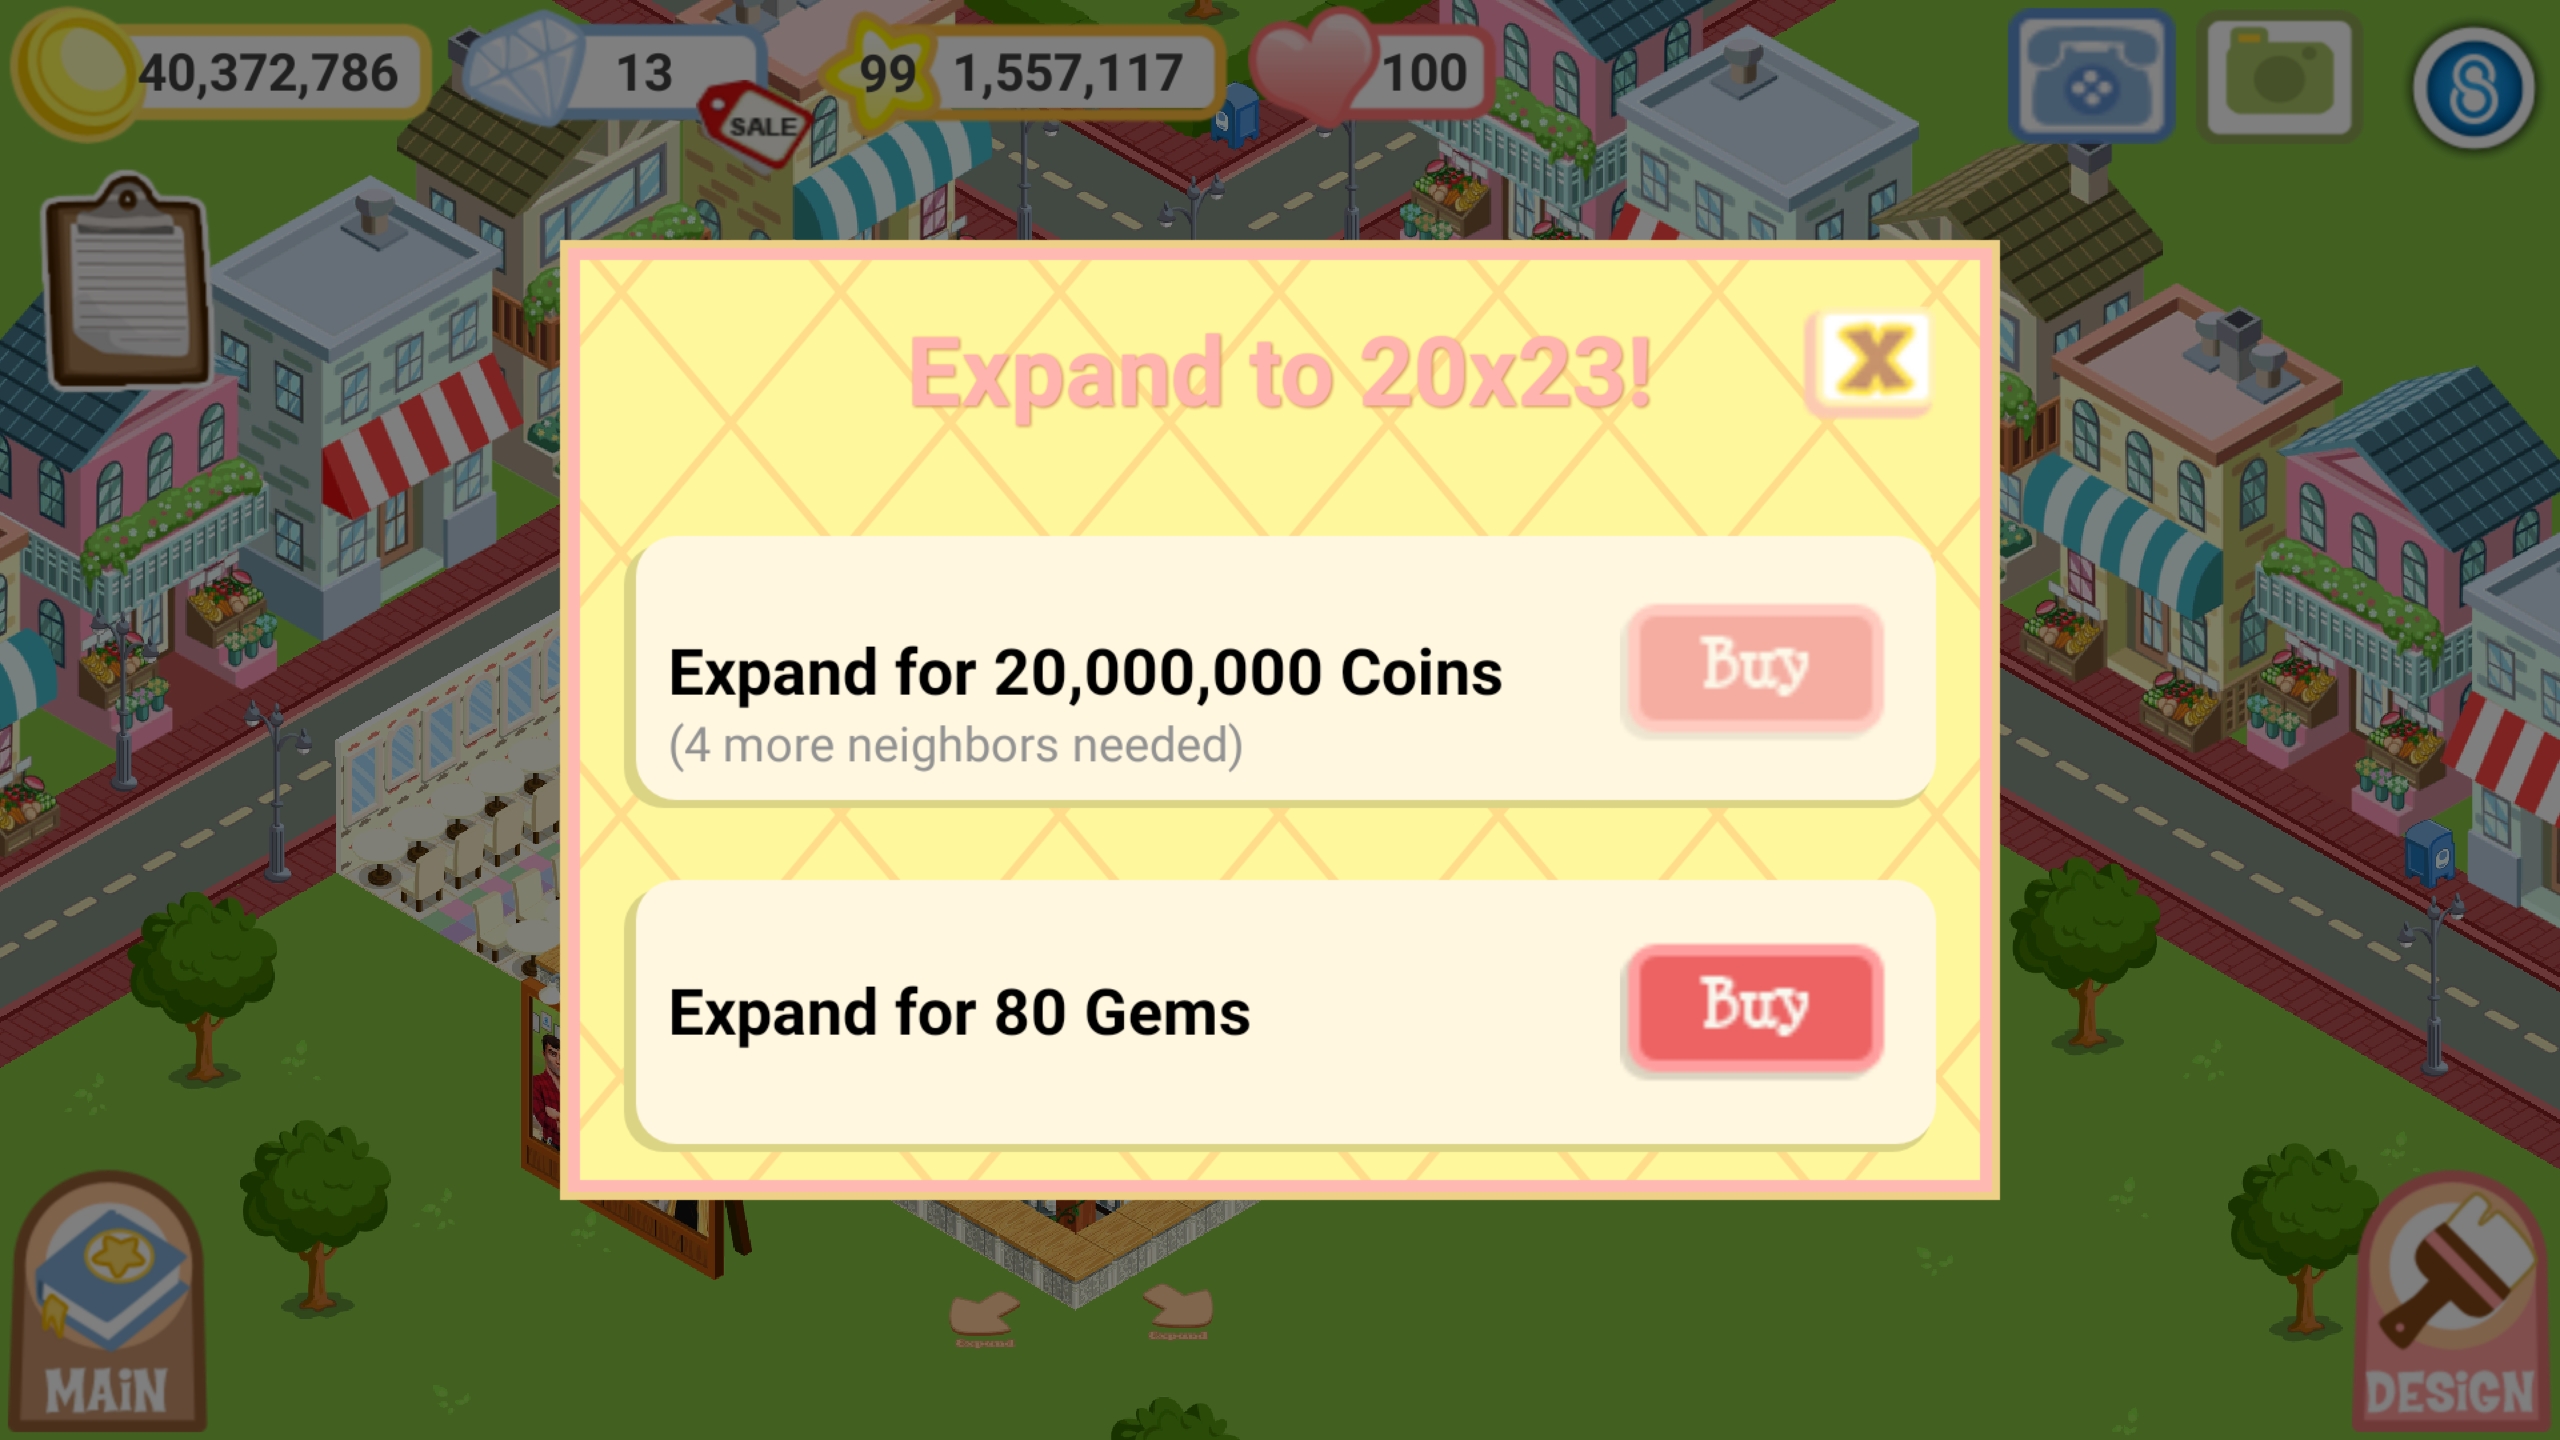 40,372,786
13
SALE
99
1,557,117
100
Expand to 20x23!
X
Expand for 20,000,000 Coins
(4 more neighbors needed)
Buy
Expand for 80 Gems
Buy
Expand
Expand
MAiN
DESiGN